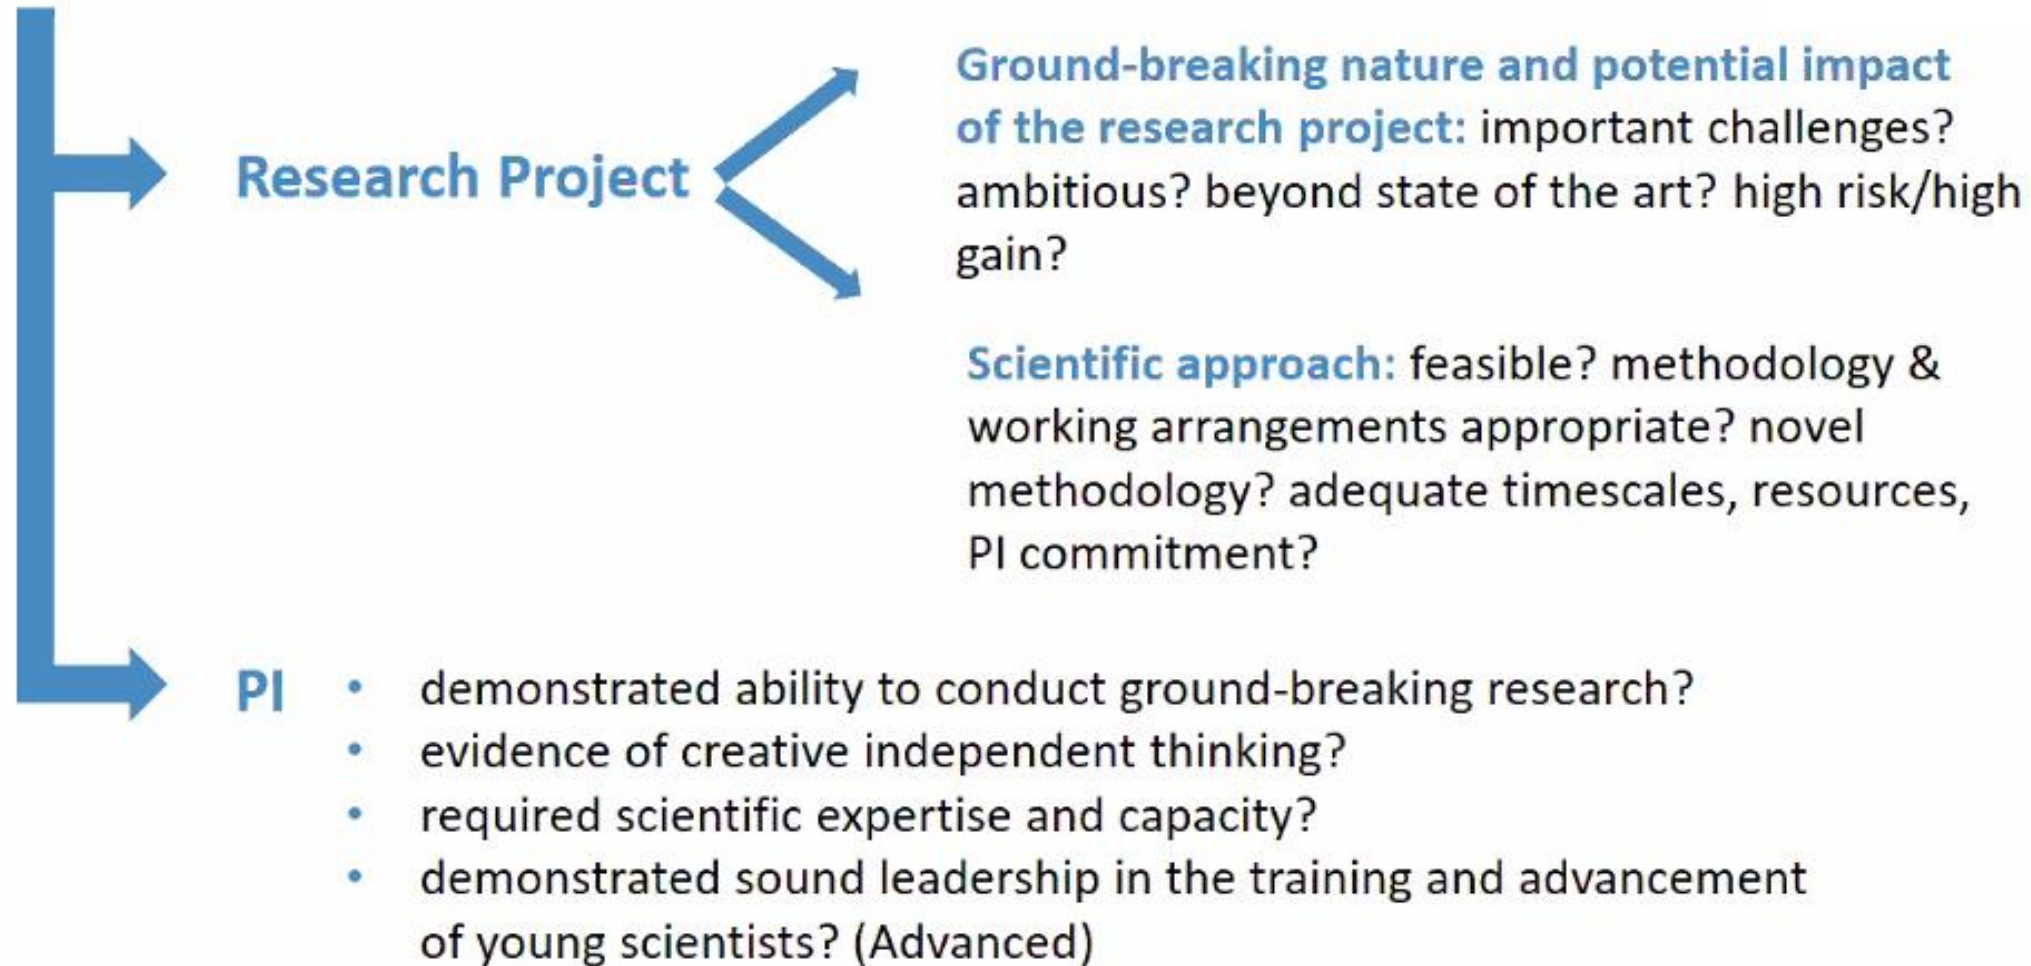 Ground-breaking nature and potential impact
of the research project: important challenges?
Research Project
ambitious? beyond state of the art? high risk/high
gain?
Scientific approach: feasible? methodology &
working arrangements appropriate? novel
methodology? adequate timescales, resources,
PI commitment?
PI • demonstrated ability to conduct ground-breaking research?
• evidence of creative independent thinking?
• required scientific expertise and capacity?
• demonstrated sound leadership in the training and advancement
of young scientists? (Advanced)